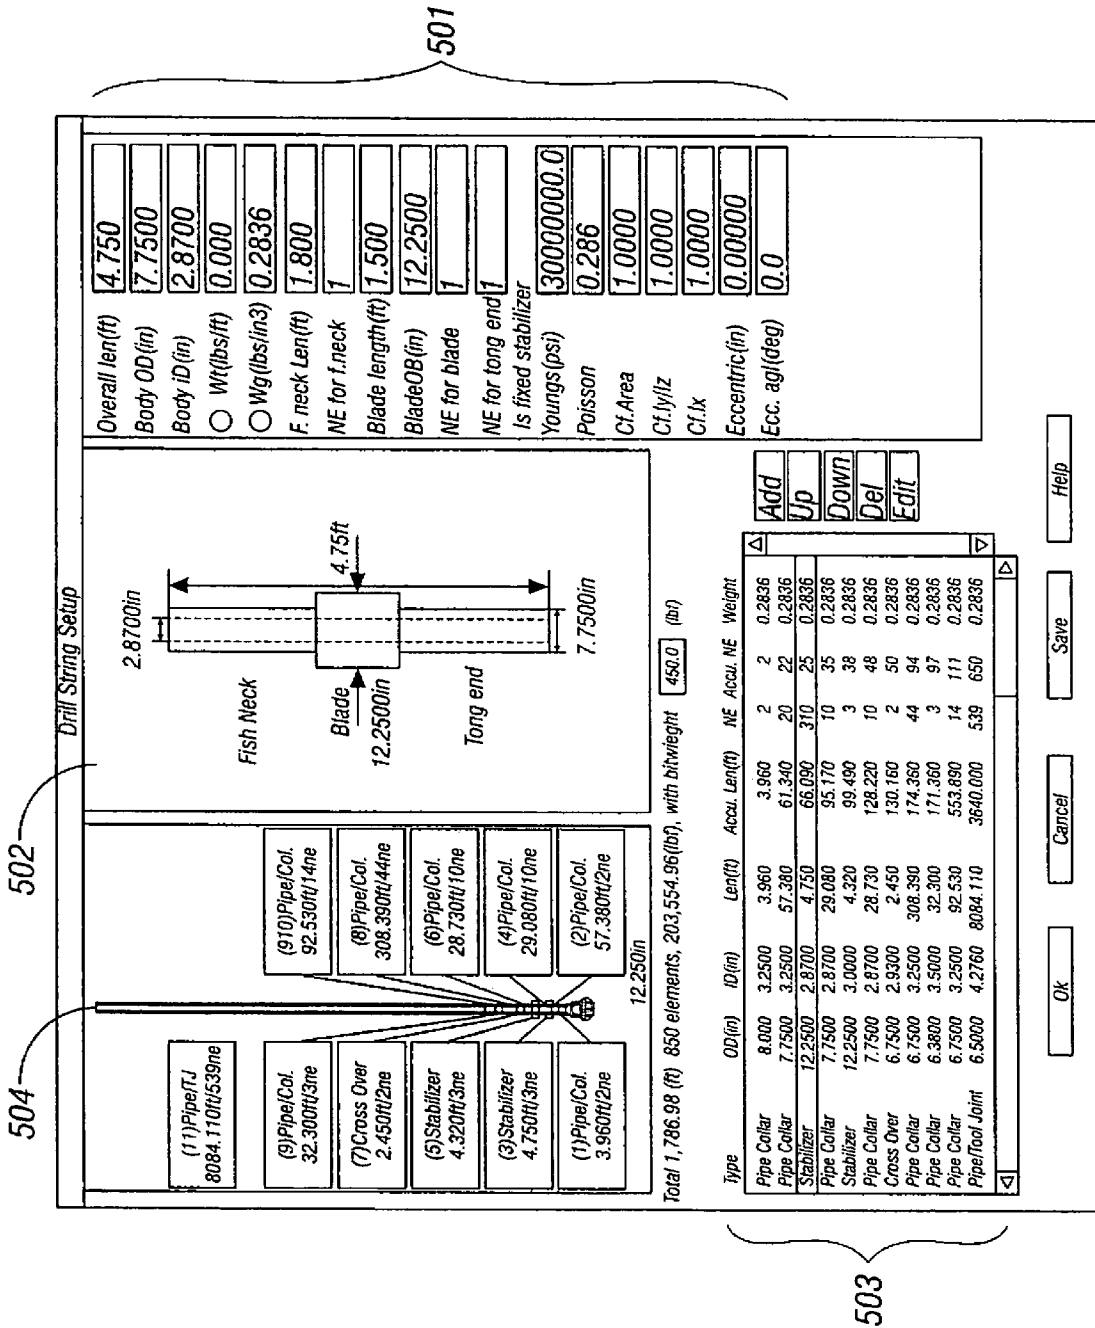 504
502
501
503
Drill String Setup
(11)Pipe/TJ
8084.110ft/539ne
(9)Pipe/Col.
32.300ft/3ne
(7)Cross Over
2.450ft/2ne
(5)Stabilizer
4.320ft/3ne
(3)Stabilizer
4.750ft/3ne
(1)Pipe/Col.
3.960ft/2ne
(910)Pipe/Col.
92.530ft/14ne
(8)Pipe/Col.
308.390ft/44ne
(6)Pipe/Col.
28.730ft/10ne
(4)Pipe/Col.
29.080ft/10ne
(2)Pipe/Col.
57.380ft/2ne
12.250in
2.8700in
Fish Neck
4.75ft
Blade
12.2500in
Tong end
7.7500in
Overall len(ft) 4.750
Body OD(in) 7.7500
Body iD(in) 2.8700
Wt(lbs/ft) 0.000
Wg(lbs/in3) 0.2836
F. neck Len(ft) 1.800
NE for f.neck 1
Blade length(ft) 1.500
BladeOB(in) 12.2500
NE for blade 1
NE for tong end 1
Is fixed stabilizer
Youngs(psi) 30000000.0
Poisson 0.286
Cf.Area 1.0000
Cf.Iy/Iz 1.0000
Cf.Ix 1.0000
Eccentric(in) 0.00000
Ecc. agl(deg) 0.0
Total 1,786.98 (ft) 850 elements, 203,554.96(lbf), with bitwieght 450.0 (lbf)
Type OD(in) ID(in) Len(ft) Accu. Len(ft) NE Accu. NE Weight
Pipe Collar 8.000 3.2500 3.960 3.960 2 2 0.2836
Pipe Collar 7.7500 3.2500 57.380 61.340 20 22 0.2836
Stabilizer 12.2500 2.8700 4.750 66.090 310 25 0.2836
Pipe Collar 7.7500 2.8700 29.080 95.170 10 35 0.2836
Stabilizer 12.2500 3.0000 4.320 99.490 3 38 0.2836
Pipe Collar 7.7500 2.8700 28.730 128.220 10 48 0.2836
Cross Over 6.7500 2.9300 2.450 130.160 2 50 0.2836
Pipe Collar 6.7500 3.2500 308.390 174.360 44 94 0.2836
Pipe Collar 6.3800 3.5000 32.300 171.360 3 97 0.2836
Pipe Collar 6.7500 3.2500 92.530 553.890 14 111 0.2836
Pipe/Tool Joint 6.5000 4.2760 8084.110 3640.000 539 650 0.2836
Add
Up
Down
Del
Edit
Ok Cancel Save Help